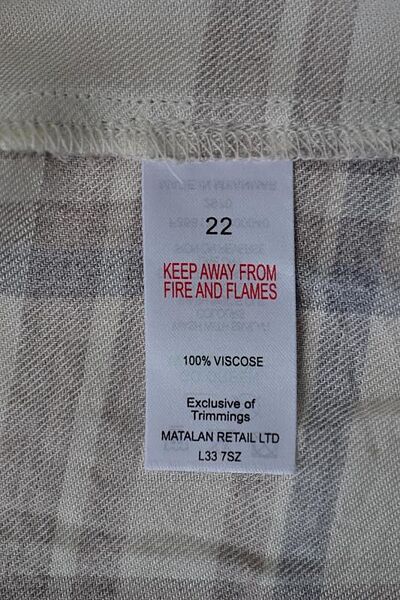 22
KEEP AWAY FROM
FIRE AND FLAMES
100% VISCOSE
Exclusive of
Trimmings
MATALAN RETAIL LTD
L33 7SZ